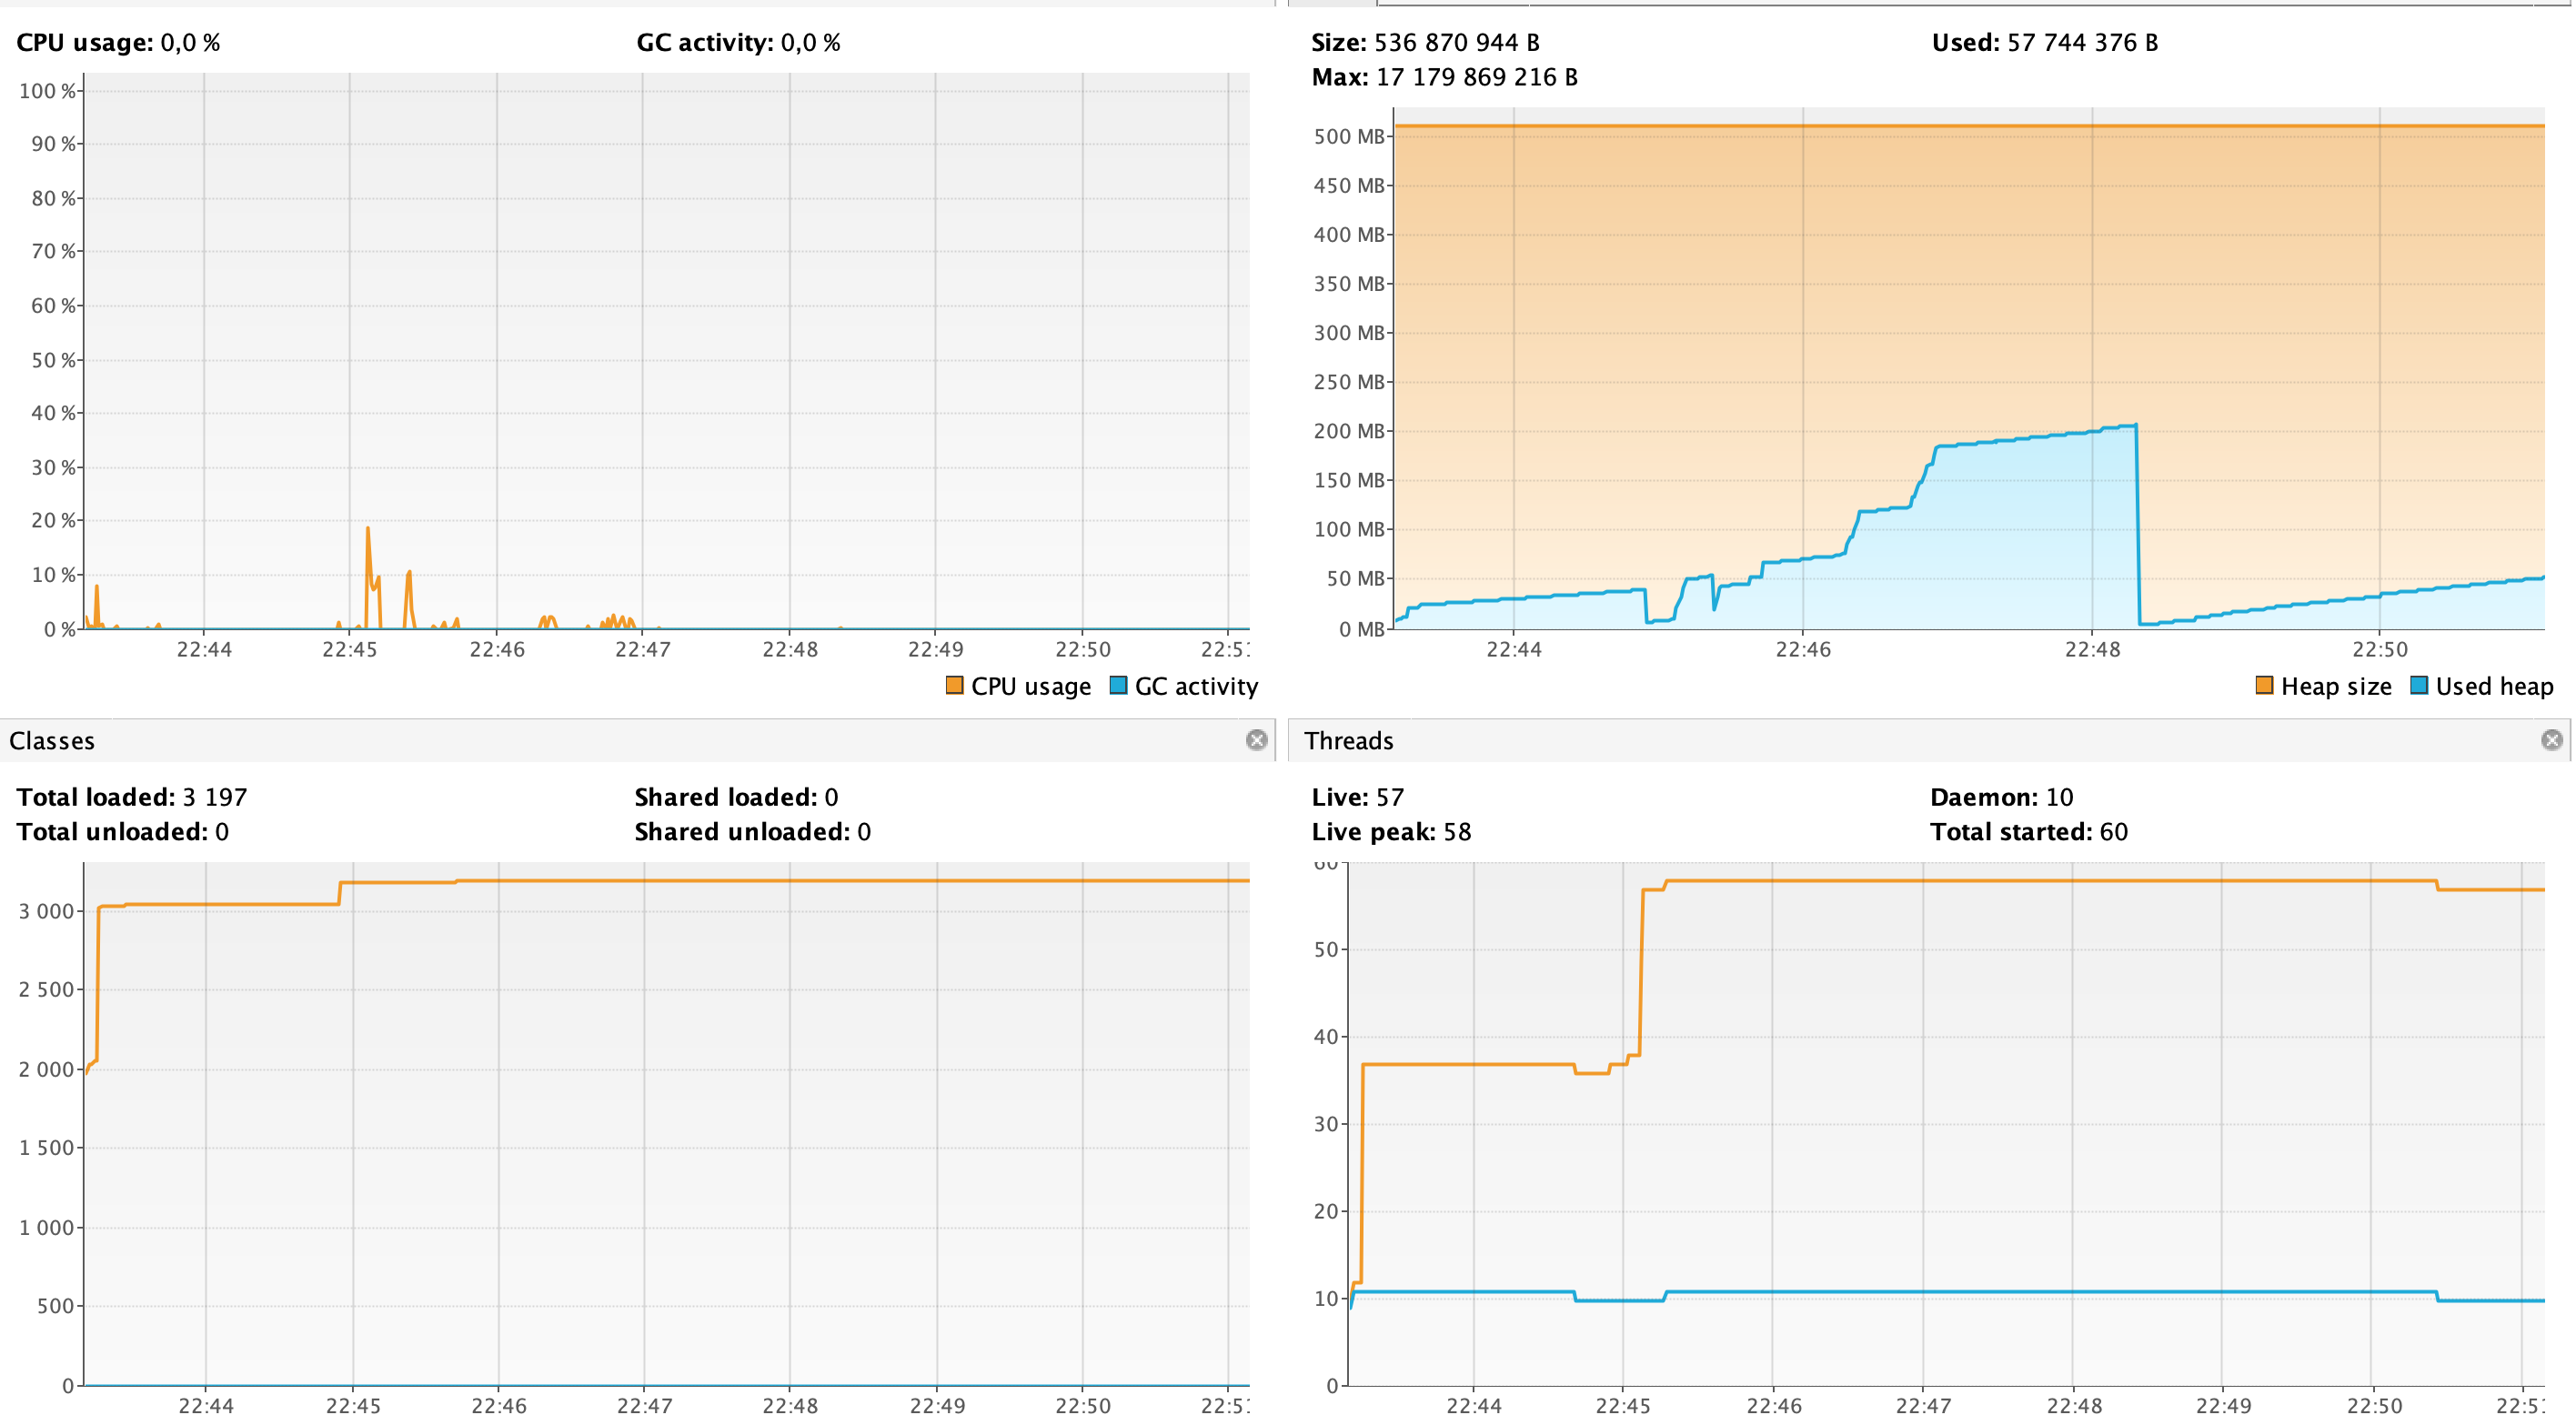 CPU usage: 0,0 %
GC activity: 0,0 %
100 %
90 %
80 %
70 %
60 %
50 %
40 %
30 %
20 %
10 %
0 %
22:44
22:45
22:46
22:47
22:48
22:49
22:50
22:5
CPU usage
GC activity
Size: 536 870 944 B
Used: 57 744 376 B
Max: 17 179 869 216 B
500 MB
450 MB
400 MB
350 MB
300 MB
250 MB
200 MB
150 MB
100 MB
50 MB
0 MB
22:44
22:46
22:48
22:50
Heap size
Used heap
Classes
Total loaded: 3 197
Shared loaded: 0
Total unloaded: 0
Shared unloaded: 0
3 000
2 500
2 000
1 500
1 000
500
0
22:44
22:45
22:46
22:47
22:48
22:49
22:50
22:5
Threads
Live: 57
Daemon: 10
Live peak: 58
Total started: 60
60
50
40
30
20
10
0
22:44
22:45
22:46
22:47
22:48
22:49
22:50
22:5